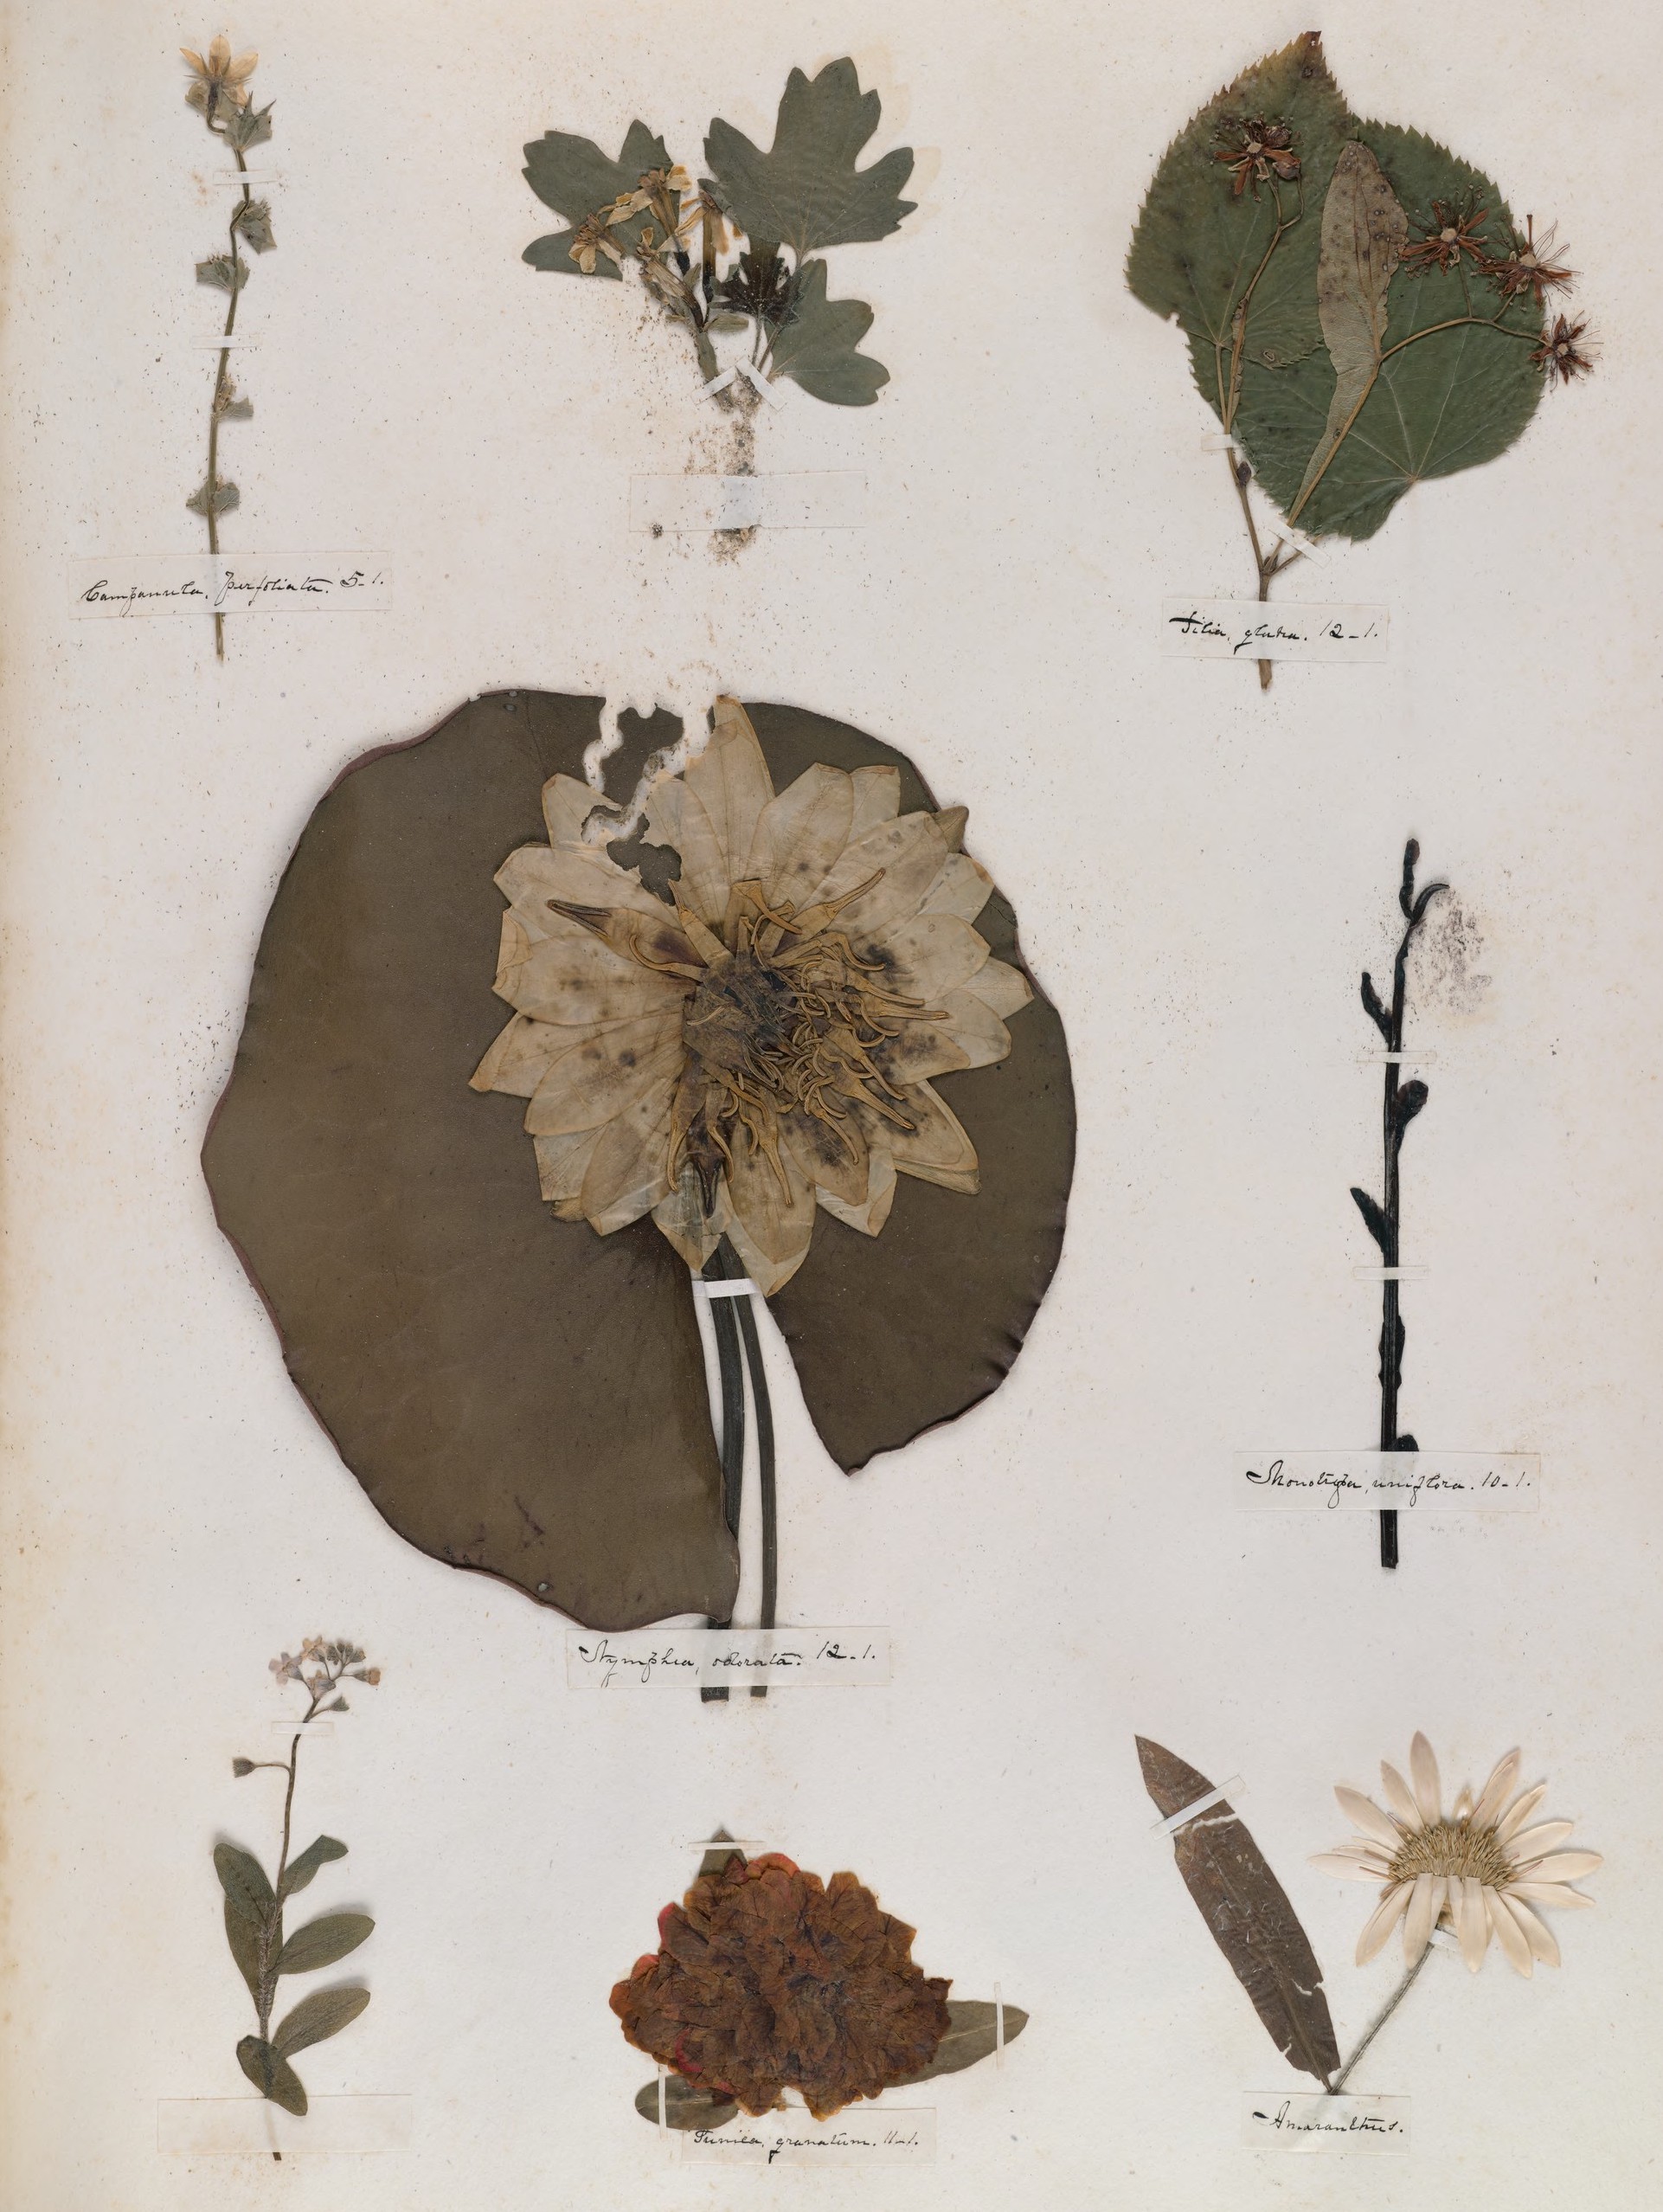 Campanula, perfoliata. 5-1.
Tilia, glabra. 12-1.
Monotypa, uniflora. 10-1.
Nymphea, odorata. 12-1.
Punica, granatum. 11-1.
Amaranthus.